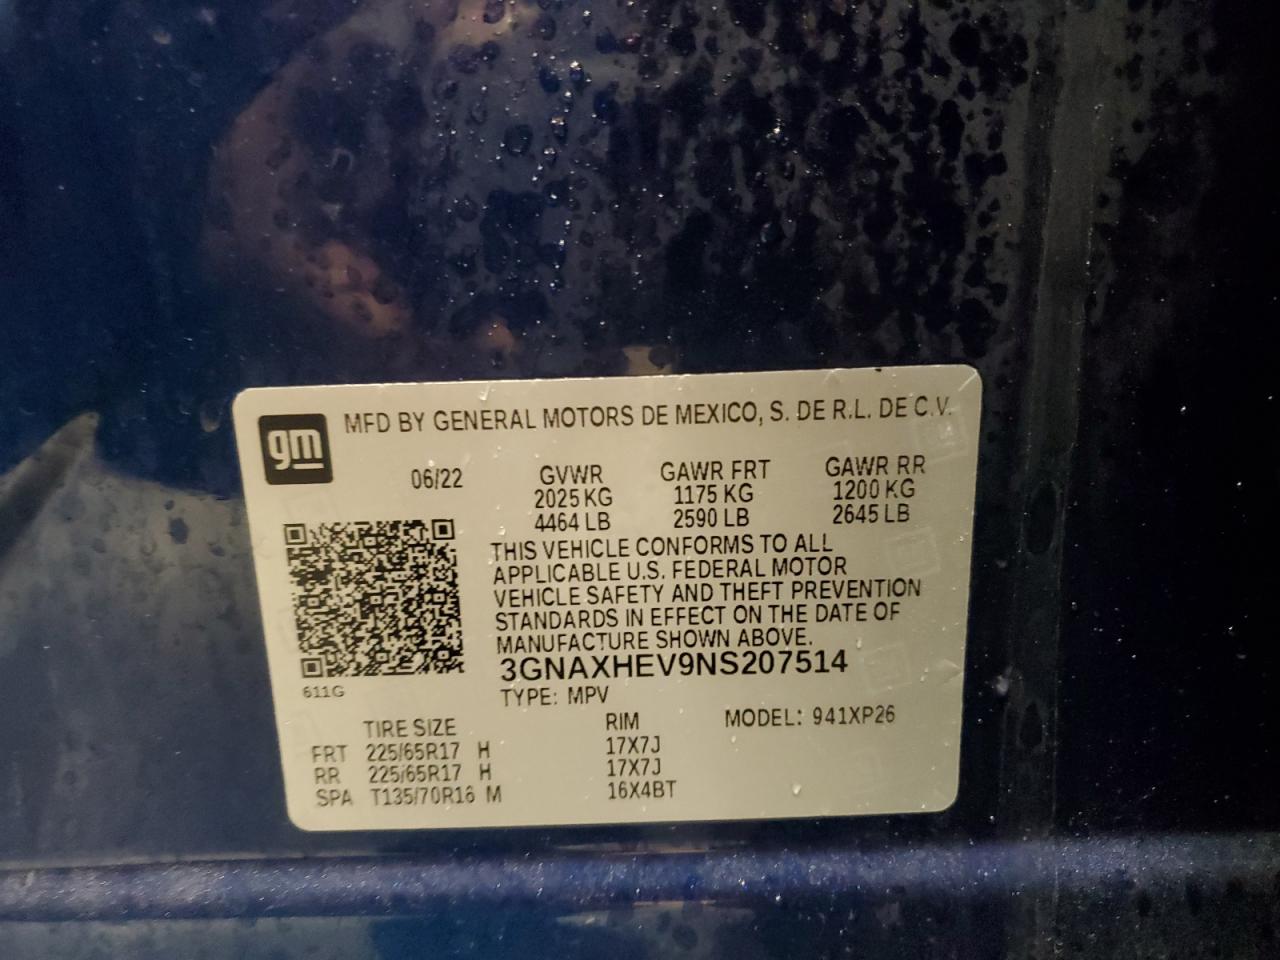 gm
MFD BY GENERAL MOTORS DE MEXICO, S. DE R.L. DE C.V.
06/22 GVWR GAWR FRT GAWR RR
2025 KG 1175 KG 1200 KG
4464 LB 2590 LB 2645 LB
THIS VEHICLE CONFORMS TO ALL
APPLICABLE U.S. FEDERAL MOTOR
VEHICLE SAFETY AND THEFT PREVENTION
STANDARDS IN EFFECT ON THE DATE OF
MANUFACTURE SHOWN ABOVE.
3GNAXHEV9NS207514
611G
TYPE: MPV
TIRE SIZE RIM MODEL: 941XP26
FRT 225/65R17 H 17X7J
RR 225/65R17 H 17X7J
SPA T135/70R16 M 16X4BT